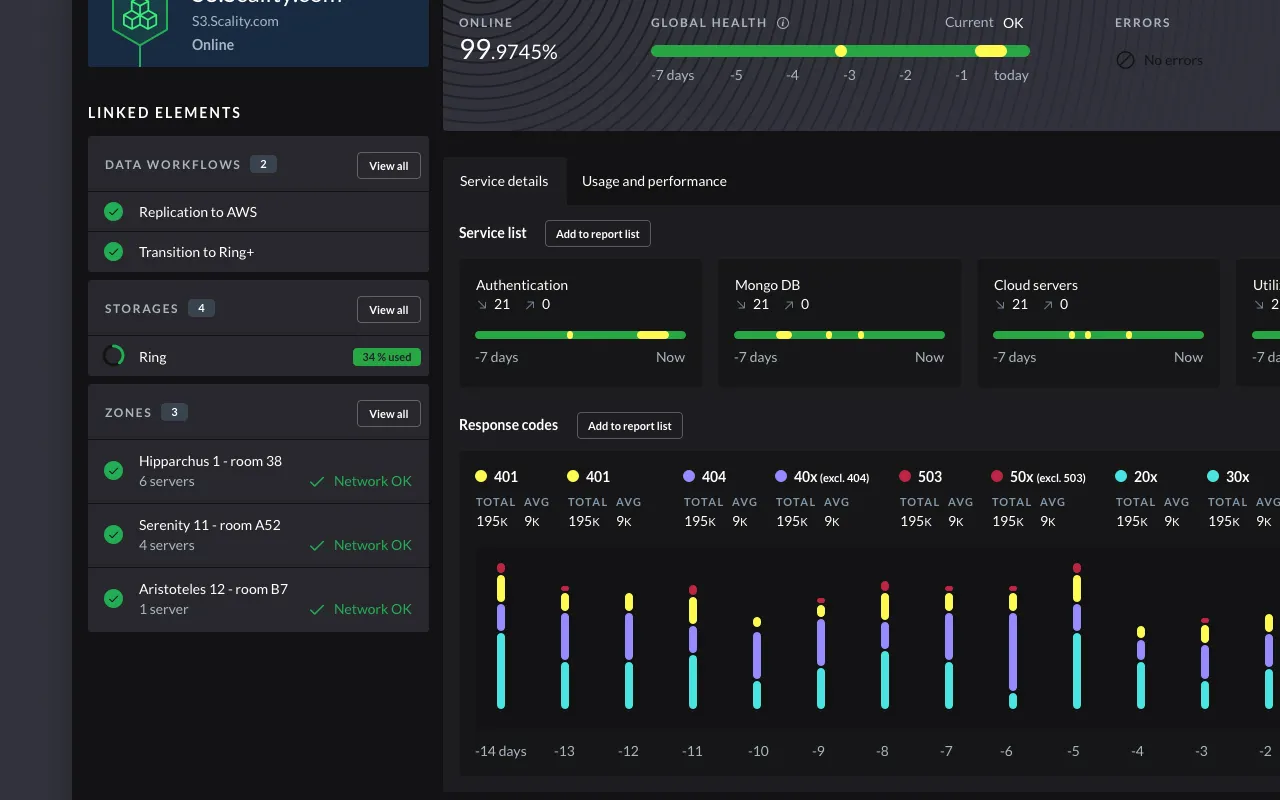 S3.Scality.com
S3.Scality.com
Online
LINKED ELEMENTS
DATA WORKFLOWS 2 View all
Replication to AWS
Transition to Ring+
STORAGES 4 View all
Ring 34 % used
ZONES 3 View all
Hipparchus 1 - room 38
6 servers Network OK
Serenity 11 - room A52
4 servers Network OK
Aristoteles 12 - room B7
1 server Network OK
ONLINE
99.9745%
GLOBAL HEALTH Current OK
-7 days -5 -4 -3 -2 -1 today
ERRORS
No errors
Service details Usage and performance
Service list Add to report list
Authentication
21 0
-7 days Now
Mongo DB
21 0
-7 days Now
Cloud servers
21 0
-7 days Now
Response codes Add to report list
401 401 404 40x (excl. 404) 503 50x (excl. 503) 20x 30x
TOTAL AVG TOTAL AVG TOTAL AVG TOTAL AVG TOTAL AVG TOTAL AVG TOTAL AVG TOTAL AVG
195K 9K 195K 9K 195K 9K 195K 9K 195K 9K 195K 9K 195K 9K 195K 9K
-14 days -13 -12 -11 -10 -9 -8 -7 -6 -5 -4 -3 -2